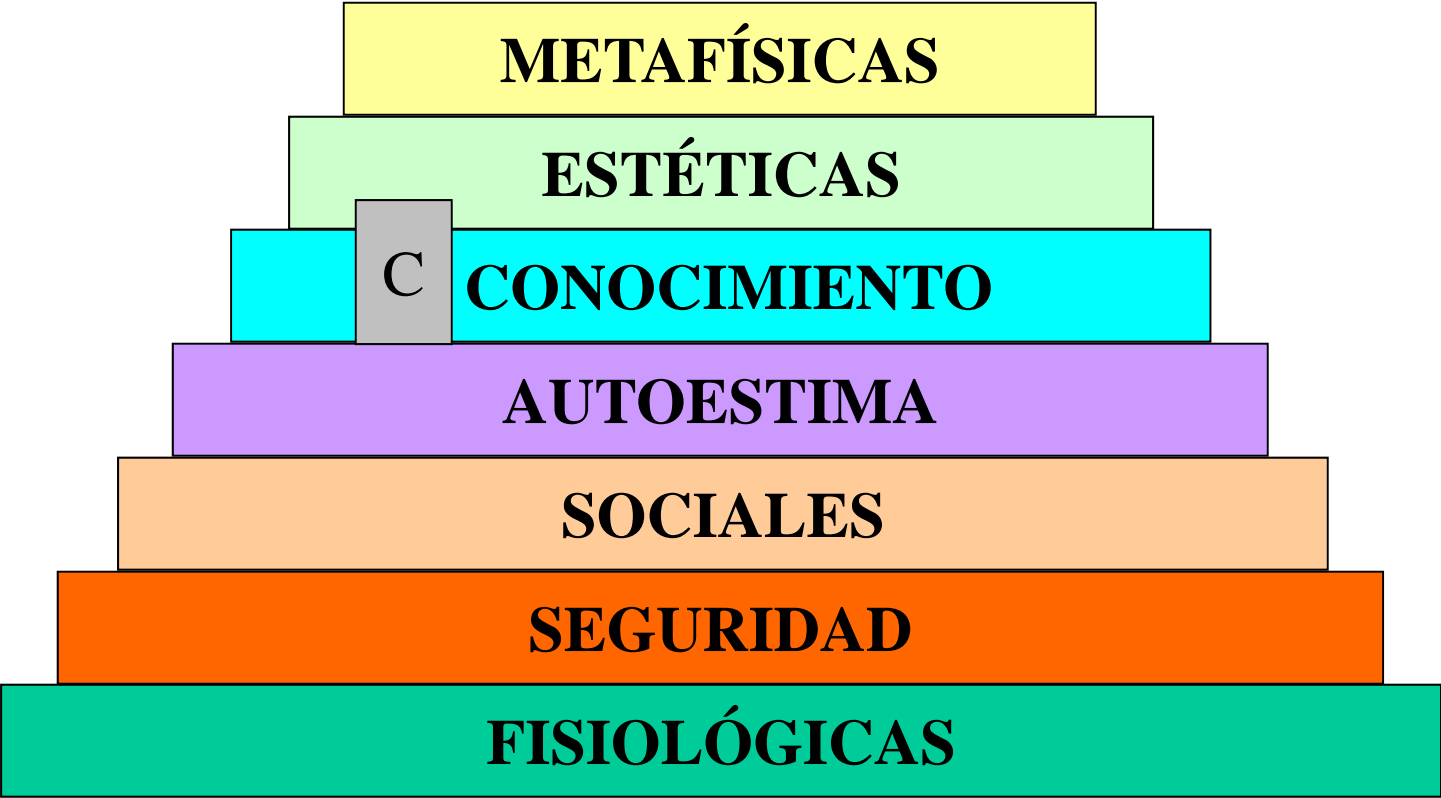 METAFÍSICAS
ESTÉTICAS
C CONOCIMIENTO
AUTOESTIMA
SOCIALES
SEGURIDAD
FISIOLÓGICAS